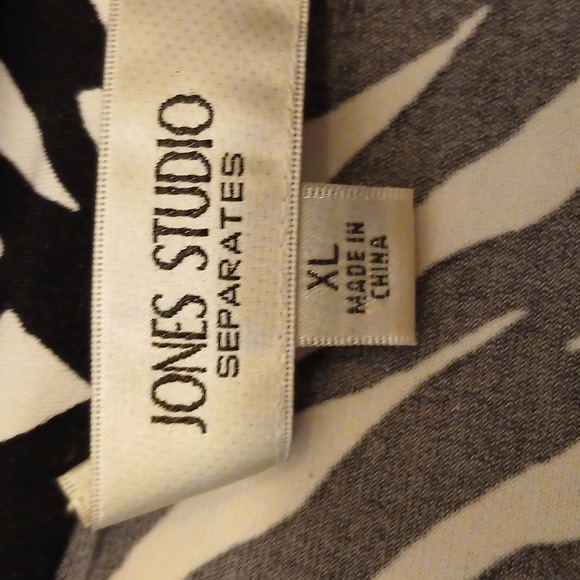 JONES STUDIO
SEPARATES
XL
MADE IN
CHINA